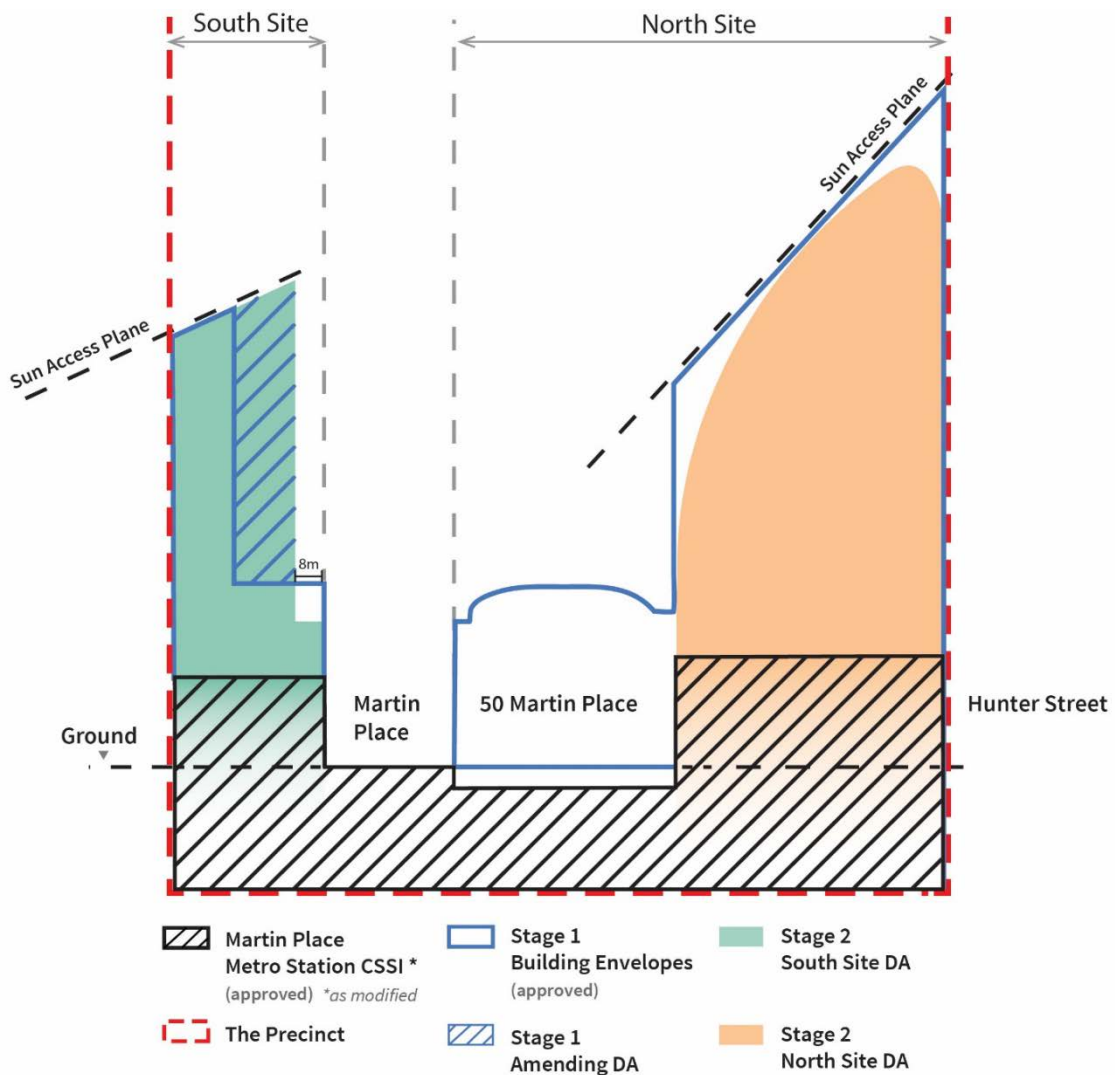 South Site
North Site
Sun Access Plane
Sun Access Plane
8m
Martin
Place
50 Martin Place
Hunter Street
Ground
Martin Place
Metro Station CSSI *
(approved) *as modified
Stage 1
Building Envelopes
(approved)
Stage 2
South Site DA
The Precinct
Stage 1
Amending DA
Stage 2
North Site DA